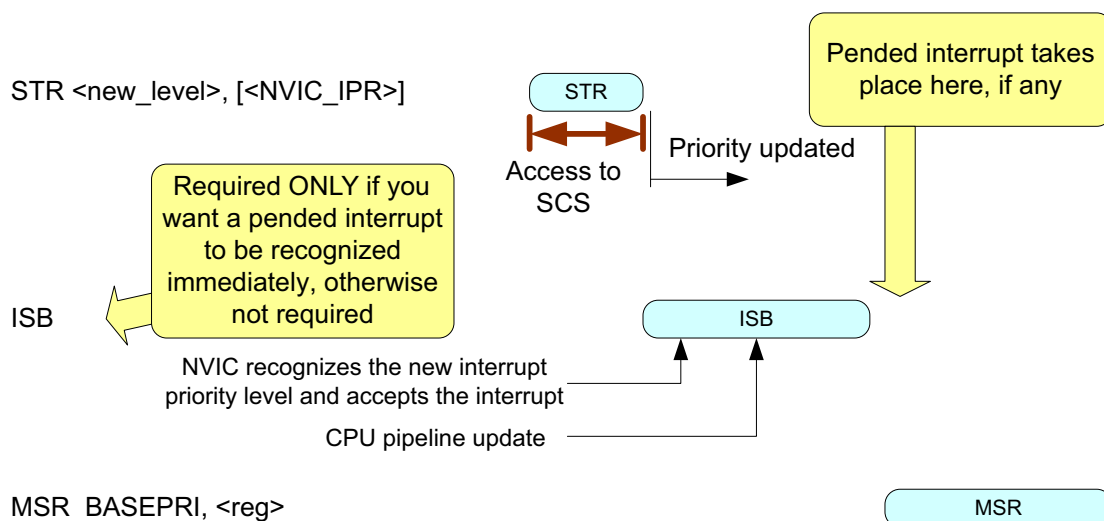 STR <new_level>, [<NVIC_IPR>]
STR
Access to
SCS
Priority updated
Pended interrupt takes
place here, if any
Required ONLY if you
want a pended interrupt
to be recognized
immediately, otherwise
not required
ISB
ISB
NVIC recognizes the new interrupt
priority level and accepts the interrupt
CPU pipeline update
MSR BASEPRI, <reg>
MSR